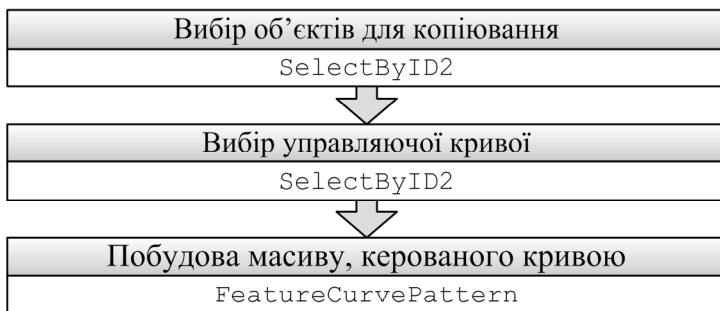 Вибір об’єктів для копіювання
SelectByID2
Вибір управляючої кривої
SelectByID2
Побудова масиву, керованого кривою
FeatureCurvePattern